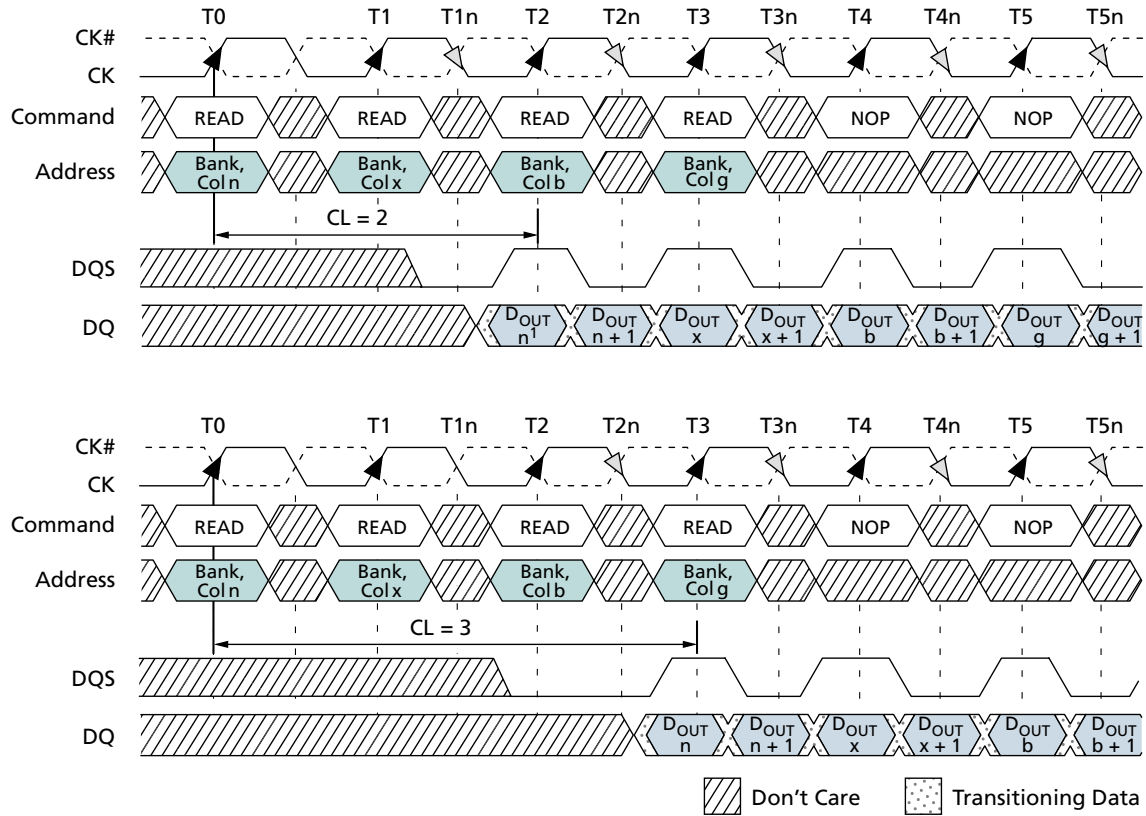 T0 T1 T1n T2 T2n T3 T3n T4 T4n T5 T5n
CK#
CK
Command READ READ READ READ NOP NOP
Address Bank, Col n Bank, Col x Bank, Col b Bank, Col g
CL = 2
DQS
DQ DOUT n1 DOUT n + 1 DOUT x DOUT x + 1 DOUT b DOUT b + 1 DOUT g DOUT g + 1
T0 T1 T1n T2 T2n T3 T3n T4 T4n T5 T5n
CK#
CK
Command READ READ READ READ NOP NOP
Address Bank, Col n Bank, Col x Bank, Col b Bank, Col g
CL = 3
DQS
DQ DOUT n DOUT n + 1 DOUT x DOUT x + 1 DOUT b DOUT b + 1
Don't Care Transitioning Data